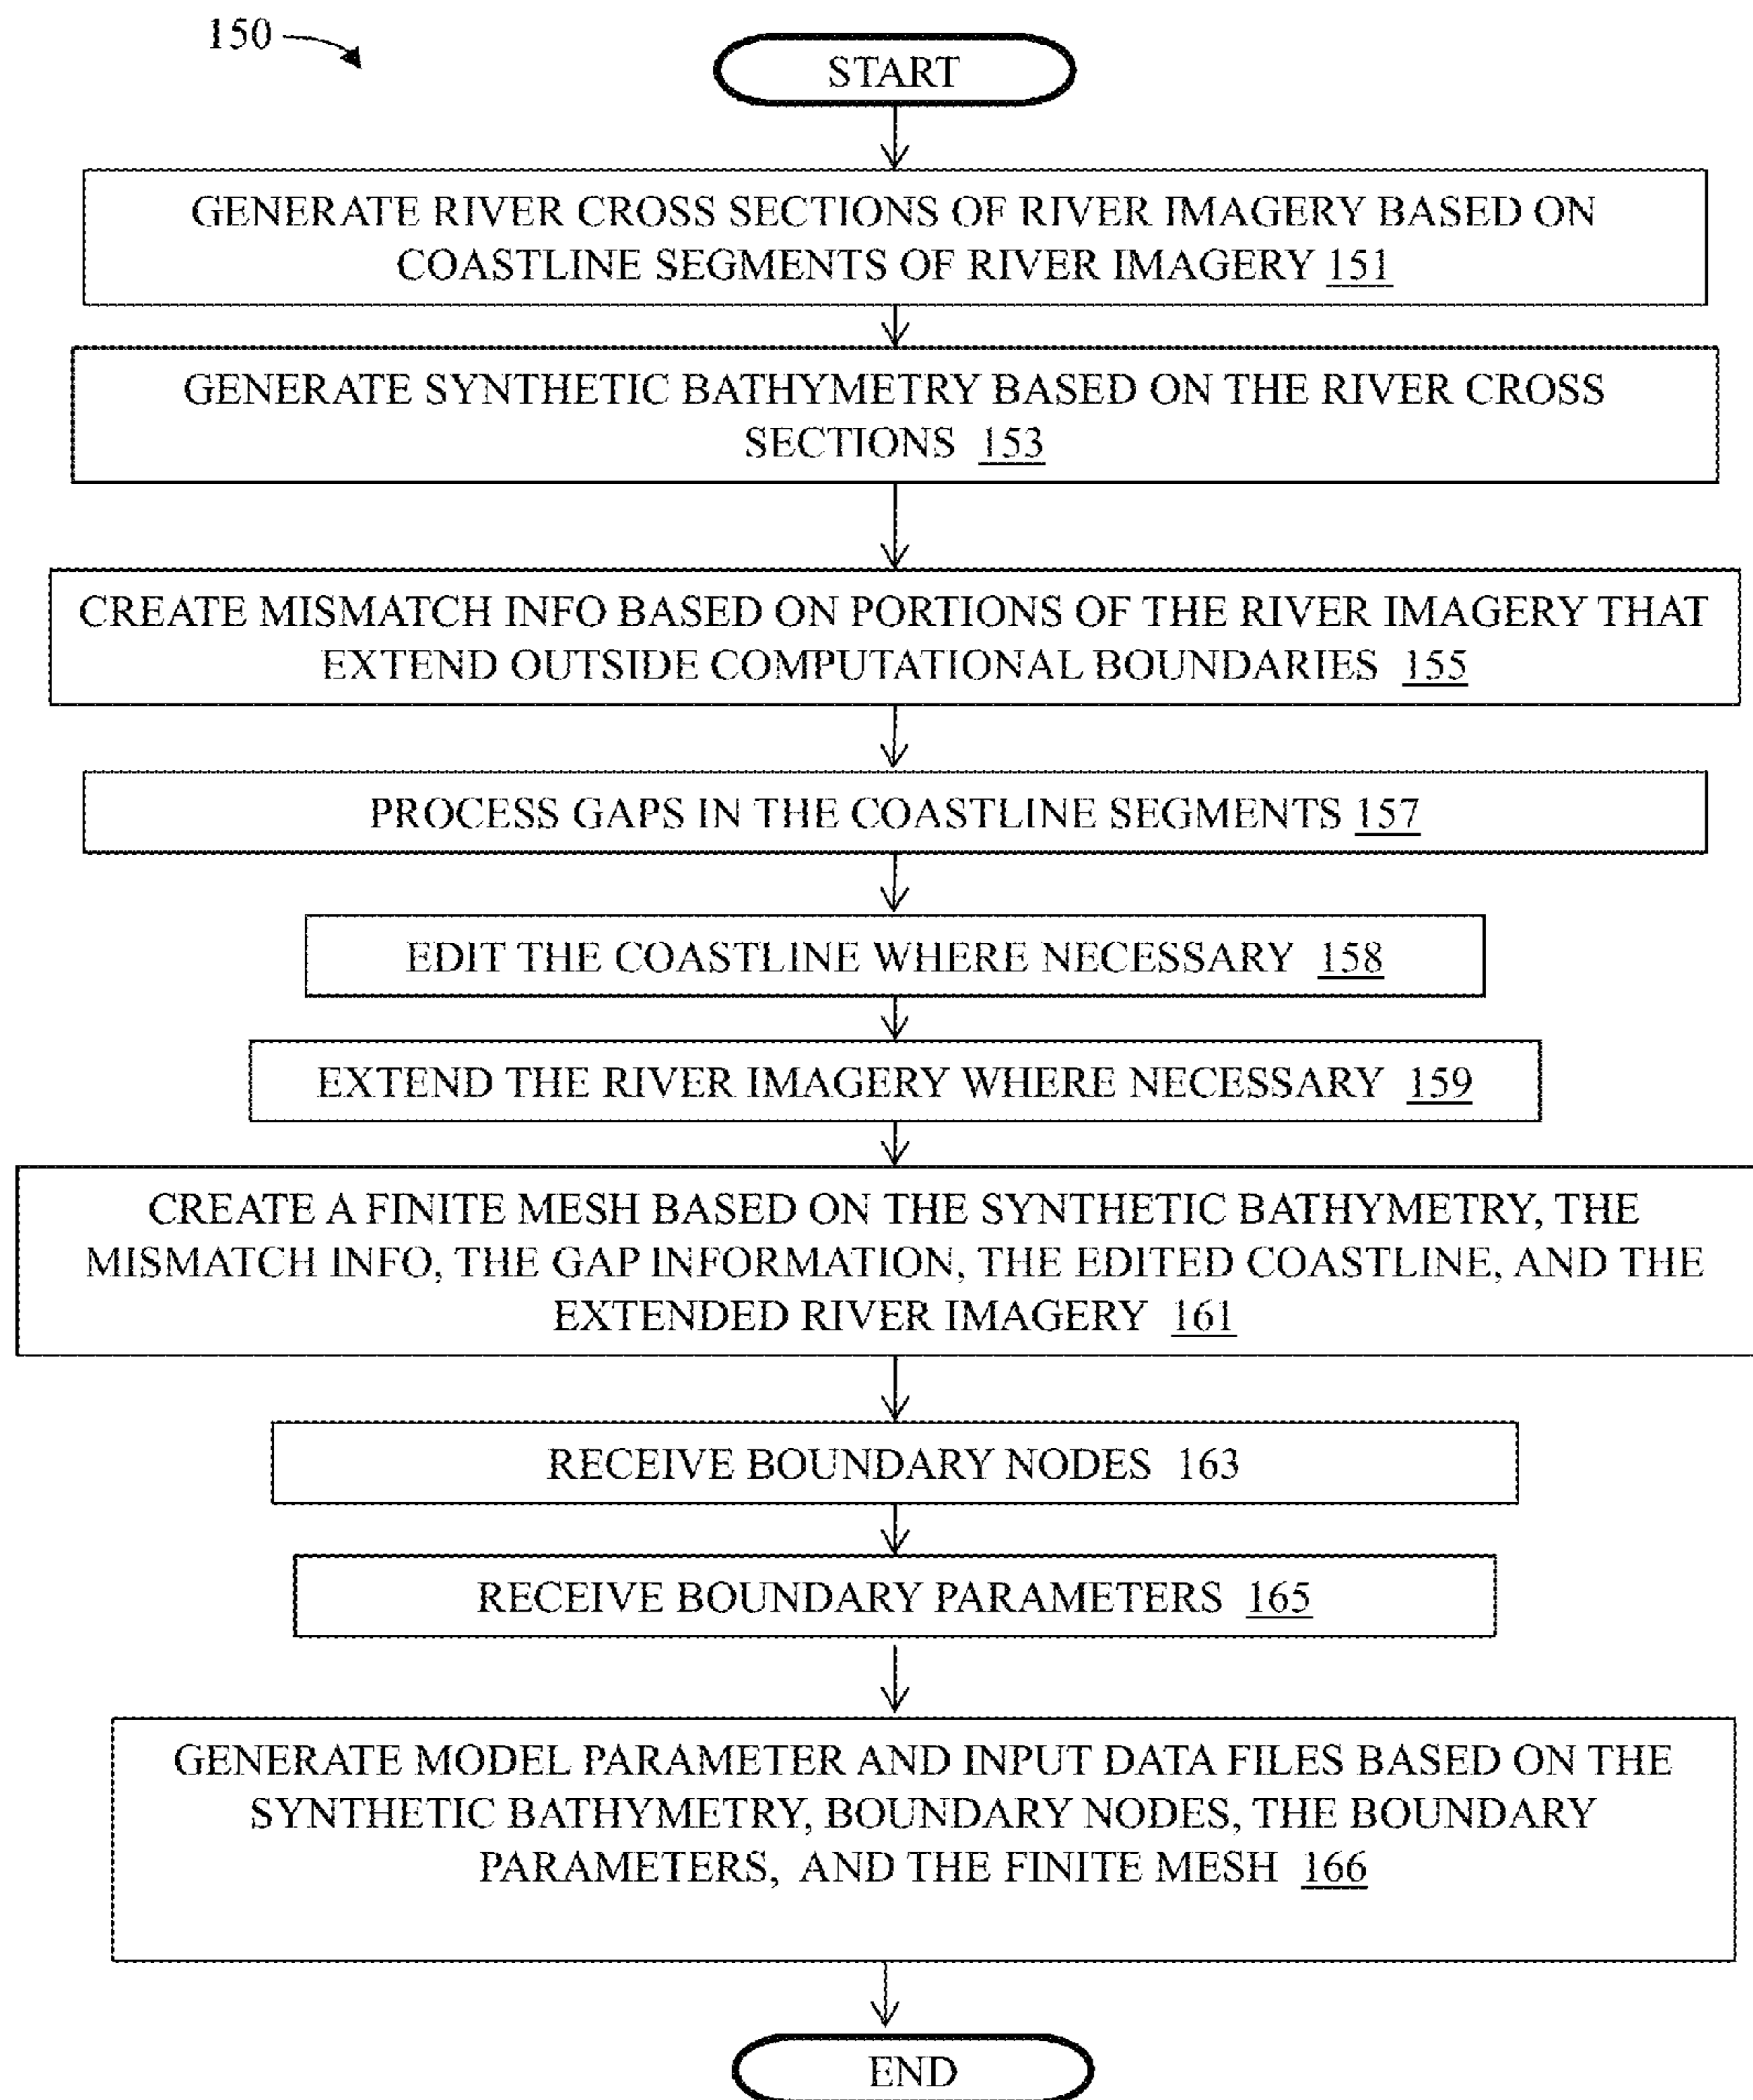 150
START
GENERATE RIVER CROSS SECTIONS OF RIVER IMAGERY BASED ON
COASTLINE SEGMENTS OF RIVER IMAGERY 151
GENERATE SYNTHETIC BATHYMETRY BASED ON THE RIVER CROSS
SECTIONS 153
CREATE MISMATCH INFO BASED ON PORTIONS OF THE RIVER IMAGERY THAT
EXTEND OUTSIDE COMPUTATIONAL BOUNDARIES 155
PROCESS GAPS IN THE COASTLINE SEGMENTS 157
EDIT THE COASTLINE WHERE NECESSARY 158
EXTEND THE RIVER IMAGERY WHERE NECESSARY 159
CREATE A FINITE MESH BASED ON THE SYNTHETIC BATHYMETRY, THE
MISMATCH INFO, THE GAP INFORMATION, THE EDITED COASTLINE, AND THE
EXTENDED RIVER IMAGERY 161
RECEIVE BOUNDARY NODES 163
RECEIVE BOUNDARY PARAMETERS 165
GENERATE MODEL PARAMETER AND INPUT DATA FILES BASED ON THE
SYNTHETIC BATHYMETRY, BOUNDARY NODES, THE BOUNDARY
PARAMETERS, AND THE FINITE MESH 166
END